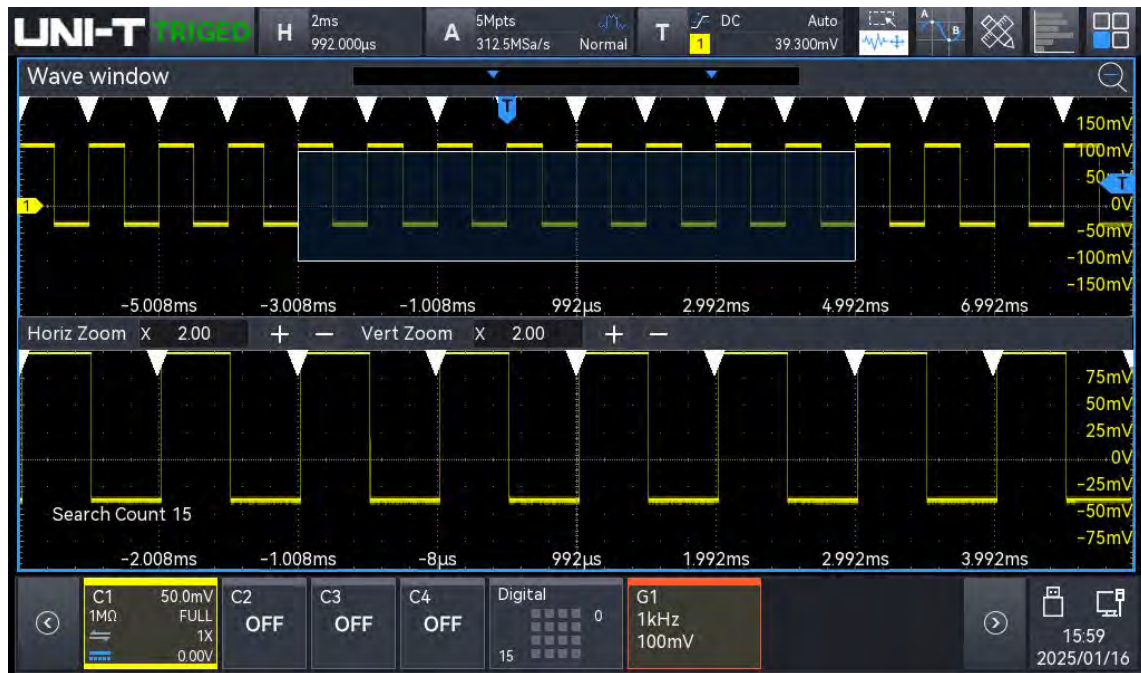 UNI-T TRIGED H 2ms A 5Mpts T DC Auto
992.000µs 312.5MSa/s Normal 1 39.300mV A B
Wave window
T
150mV
100mV
50
T
1
0V
-50mV
-100mV
-150mV
-5.008ms -3.008ms -1.008ms 992µs 2.992ms 4.992ms 6.992ms
Horiz Zoom X 2.00 + − Vert Zoom X 2.00 + −
75mV
50mV
25mV
0V
-25mV
-50mV
Search Count 15
-75mV
-2.008ms -1.008ms -8µs 992µs 1.992ms 2.992ms 3.992ms
C1 50.0mV C2 C3 C4 Digital G1
1MΩ FULL OFF OFF OFF 0 1kHz
1X 100mV
0.00V 15
15:59
2025/01/16